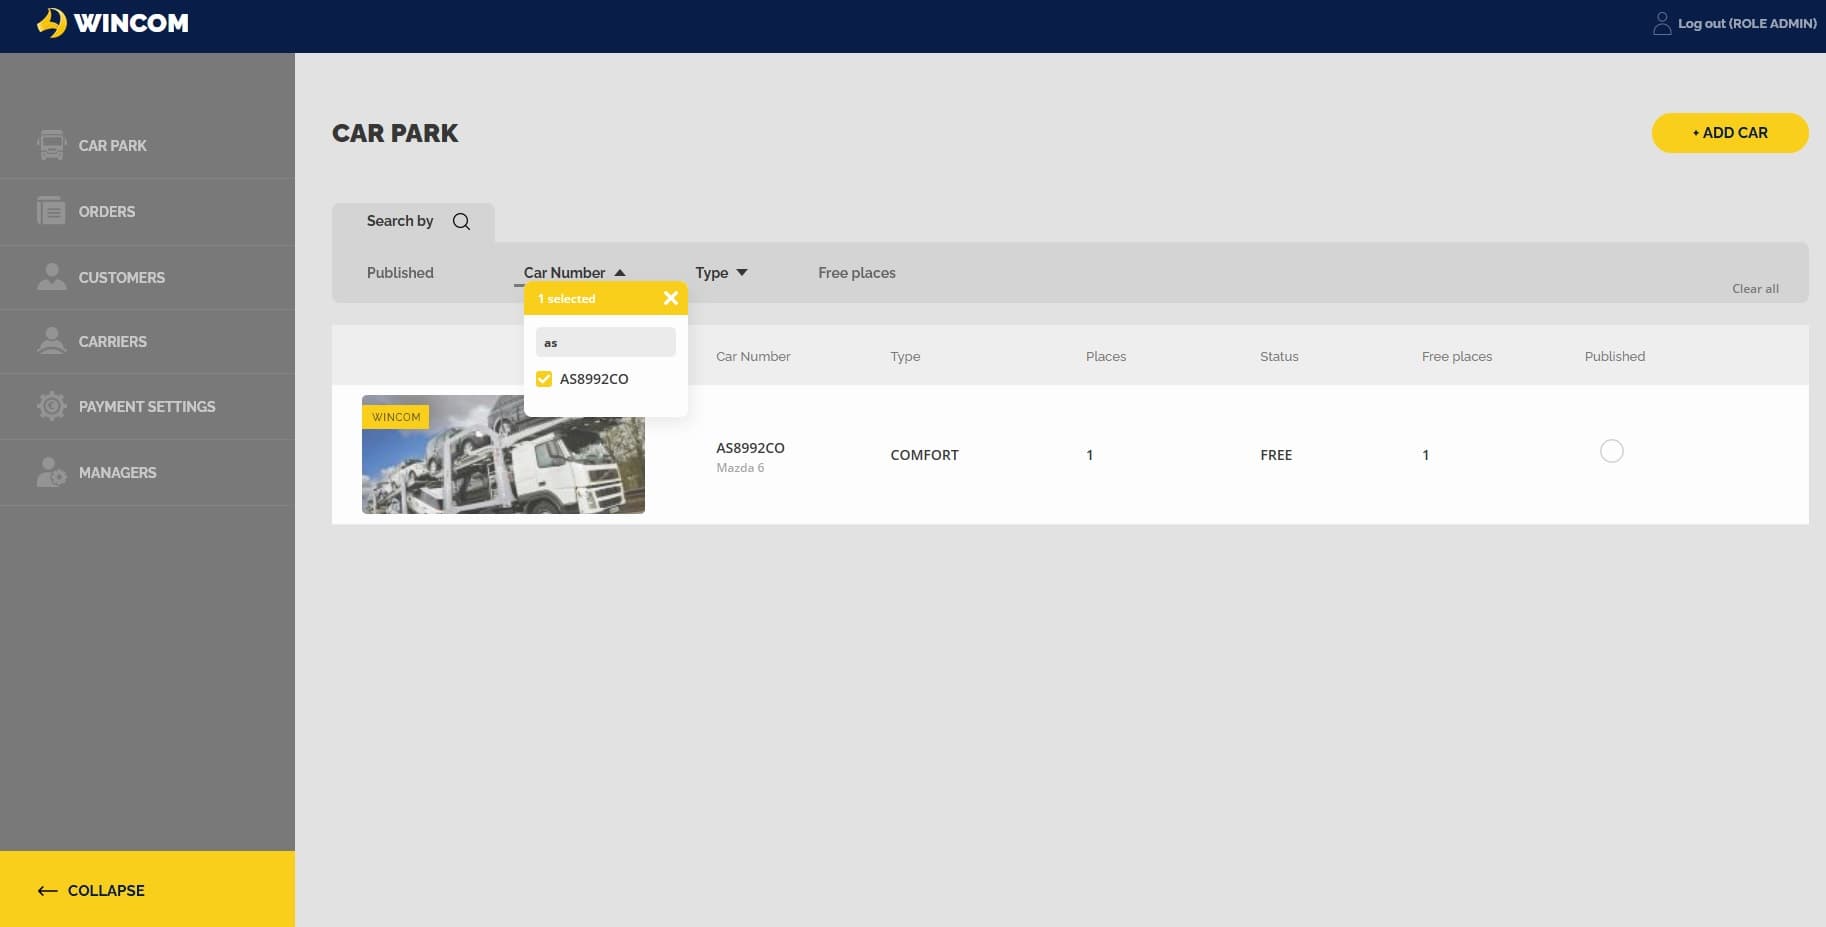 WINCOM
Log out (ROLE ADMIN)
CAR PARK
ORDERS
CUSTOMERS
CARRIERS
PAYMENT SETTINGS
MANAGERS
COLLAPSE
CAR PARK
+ ADD CAR
Search by
Published Car Number Type Free places
Clear all
1 selected
as
AS8992CO
Car Number Type Places Status Free places Published
WINCOM
AS8992CO COMFORT 1 FREE 1
Mazda 6